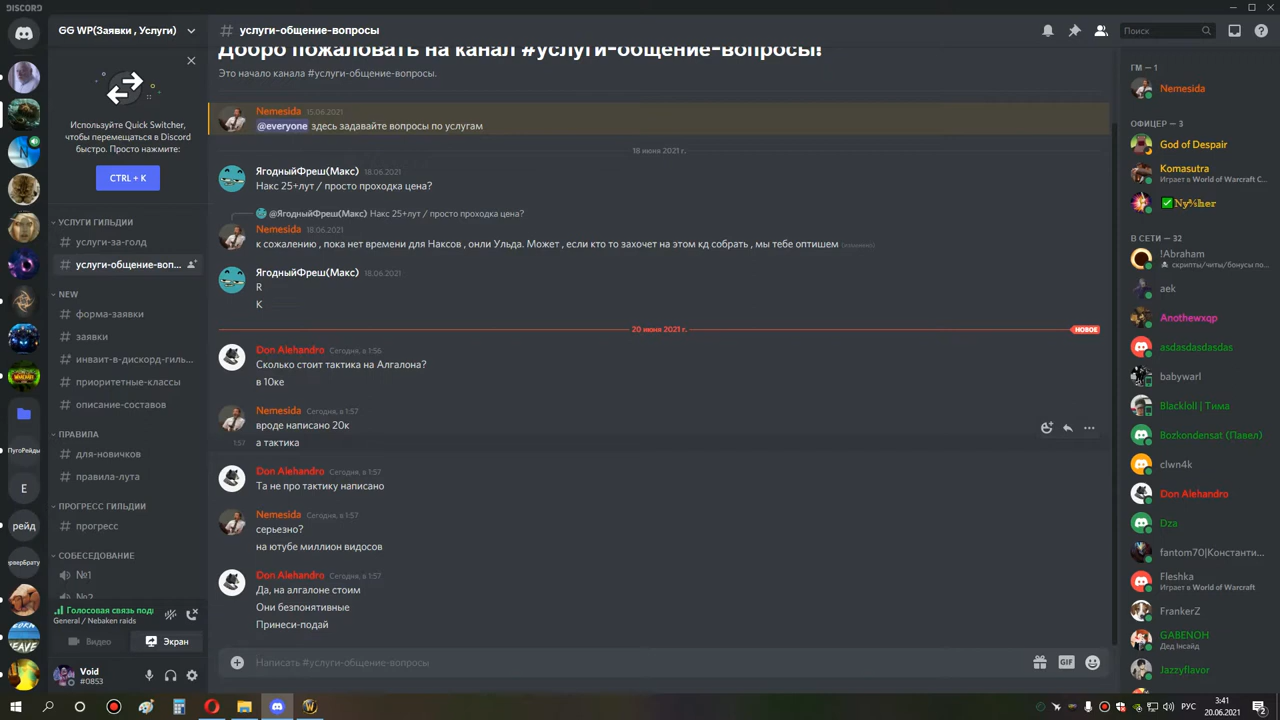 DISCORD
GG WP(Заявки , Услуги)
Используйте Quick Switcher,
чтобы перемещаться в Discord
быстро. Просто нажмите:
CTRL + K
УСЛУГИ ГИЛЬДИИ
услуги-за-голд
услуги-общение-воп...
NEW
форма-заявки
заявки
инваит-в-дискорд-гиль...
приоритетные-классы
описание-составов
ПРАВИЛА
для-новичков
правила-лута
ПРОГРЕСС ГИЛЬДИИ
прогресс
СОБЕСЕДОВАНИЕ
№1
№2
ПугоРейды
E
рейд
Голосовая связь под
General / Nebaken raids
Видео
Экран
Void
#0853
услуги-общение-вопросы
Поиск
Добро пожаловать на канал #услуги-общение-вопросы!
Это начало канала #услуги-общение-вопросы.
Nemesida 15.06.2021
@everyone здесь задавайте вопросы по услугам
18 июня 2021 г.
ЯгодныйФреш(Макс) 18.06.2021
Накс 25+лут / просто проходка цена?
@ЯгодныйФреш(Макс) Накс 25+лут / просто проходка цена?
Nemesida 18.06.2021
к сожалению , пока нет времени для Наксов , онли Ульда. Может , если кто то захочет на этом кд собрать , мы тебе отпишем (изменено)
ЯгодныйФреш(Макс) 18.06.2021
R
K
20 июня 2021 г.
НОВОЕ
Don Alehandro Сегодня, в 1:56
Сколько стоит тактика на Алгалона?
в 10ке
Nemesida Сегодня, в 1:57
вроде написано 20к
1:57 а тактика
Don Alehandro Сегодня, в 1:57
Та не про тактику написано
Nemesida Сегодня, в 1:57
серьезно?
на ютубе миллион видосов
Don Alehandro Сегодня, в 1:57
Да, на алгалоне стоим
Они безпонятивные
Принеси-подай
Написать #услуги-общение-вопросы
GIF
ГМ — 1
Nemesida
ОФИЦЕР — 3
God of Despair
Komasutra
Играет в World of Warcraft C...
В СЕТИ — 32
!Abraham
скрипты/читы/бонусы по...
aek
Anothewxqp
asdasdasdasdas
babywarl
Blackloll | Тима
Bozkondensat (Павел)
clwn4k
Don Alehandro
Dza
fantom70|Константи...
Fleshka
Играет в World of Warcraft
FrankerZ
GABENOH
Дед Інсайд
Jazzyflavor
РУС
3:41
20.06.2021
2